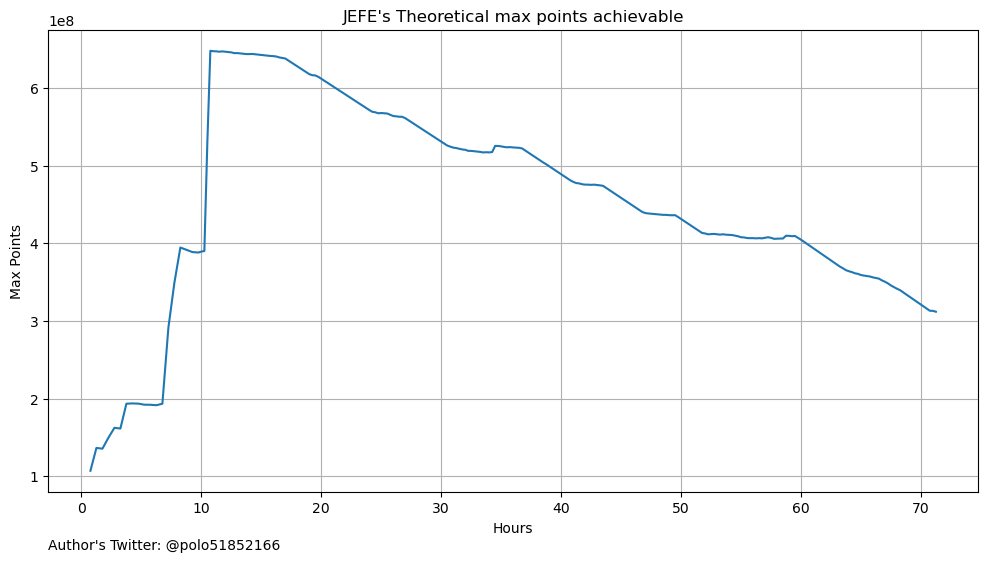 JEFE's Theoretical max points achievable
1e8
6
5
4
3
2
1
Max Points
0 10 20 30 40 50 60 70
Hours
Author's Twitter: @polo51852166